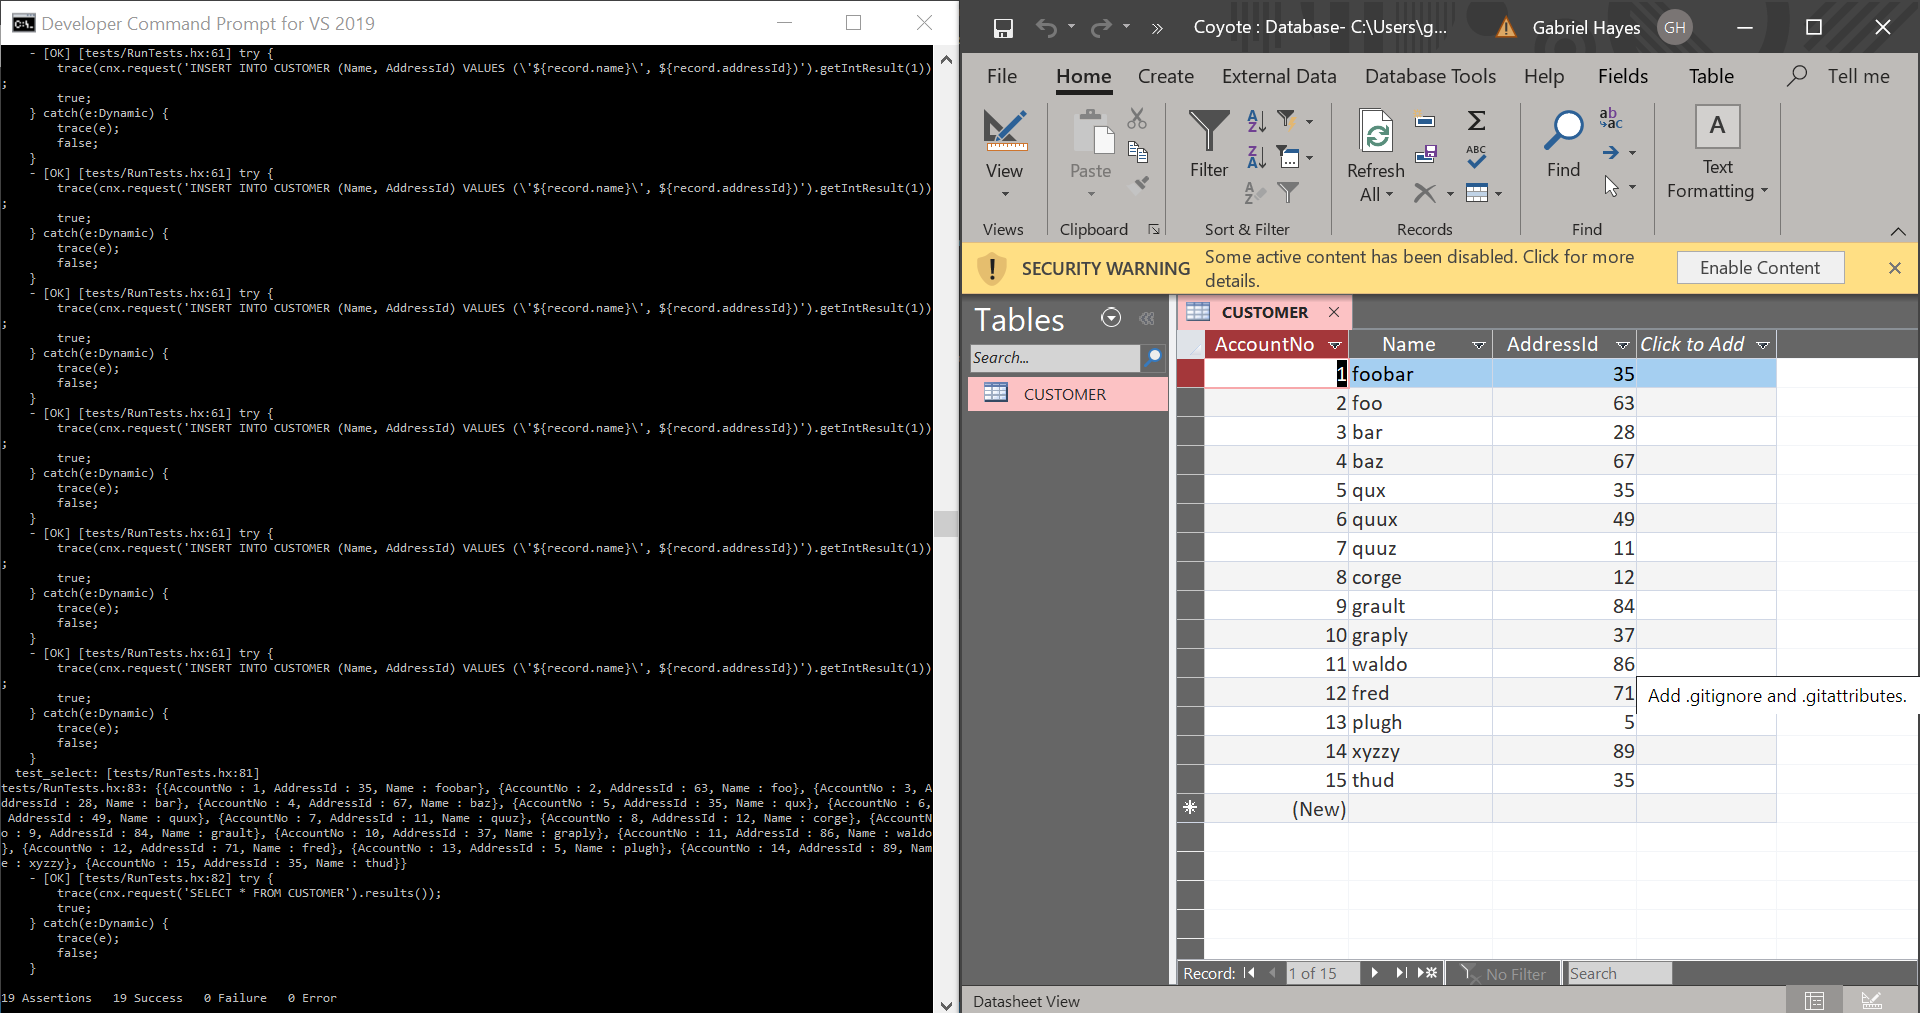 Developer Command Prompt for VS 2019
- [OK] [tests/RunTests.hx:61] try {
trace(cnx.request('INSERT INTO CUSTOMER (Name, AddressId) VALUES (\'${record.name}\', ${record.addressId})').getIntResult(1))
;
true;
} catch(e:Dynamic) {
trace(e);
false;
}
- [OK] [tests/RunTests.hx:61] try {
trace(cnx.request('INSERT INTO CUSTOMER (Name, AddressId) VALUES (\'${record.name}\', ${record.addressId})').getIntResult(1))
;
true;
} catch(e:Dynamic) {
trace(e);
false;
}
- [OK] [tests/RunTests.hx:61] try {
trace(cnx.request('INSERT INTO CUSTOMER (Name, AddressId) VALUES (\'${record.name}\', ${record.addressId})').getIntResult(1))
;
true;
} catch(e:Dynamic) {
trace(e);
false;
}
- [OK] [tests/RunTests.hx:61] try {
trace(cnx.request('INSERT INTO CUSTOMER (Name, AddressId) VALUES (\'${record.name}\', ${record.addressId})').getIntResult(1))
;
true;
} catch(e:Dynamic) {
trace(e);
false;
}
- [OK] [tests/RunTests.hx:61] try {
trace(cnx.request('INSERT INTO CUSTOMER (Name, AddressId) VALUES (\'${record.name}\', ${record.addressId})').getIntResult(1))
;
true;
} catch(e:Dynamic) {
trace(e);
false;
}
- [OK] [tests/RunTests.hx:61] try {
trace(cnx.request('INSERT INTO CUSTOMER (Name, AddressId) VALUES (\'${record.name}\', ${record.addressId})').getIntResult(1))
;
true;
} catch(e:Dynamic) {
trace(e);
false;
}
test_select: [tests/RunTests.hx:81]
tests/RunTests.hx:83: {{AccountNo : 1, AddressId : 35, Name : foobar}, {AccountNo : 2, AddressId : 63, Name : foo}, {AccountNo : 3, A
ddressId : 28, Name : bar}, {AccountNo : 4, AddressId : 67, Name : baz}, {AccountNo : 5, AddressId : 35, Name : qux}, {AccountNo : 6,
AddressId : 49, Name : quux}, {AccountNo : 7, AddressId : 11, Name : quuz}, {AccountNo : 8, AddressId : 12, Name : corge}, {AccountN
o : 9, AddressId : 84, Name : grault}, {AccountNo : 10, AddressId : 37, Name : graply}, {AccountNo : 11, AddressId : 86, Name : waldo
}, {AccountNo : 12, AddressId : 71, Name : fred}, {AccountNo : 13, AddressId : 5, Name : plugh}, {AccountNo : 14, AddressId : 89, Nam
e : xyzzy}, {AccountNo : 15, AddressId : 35, Name : thud}}
- [OK] [tests/RunTests.hx:82] try {
trace(cnx.request('SELECT * FROM CUSTOMER').results());
true;
} catch(e:Dynamic) {
trace(e);
false;
}
19 Assertions 19 Success 0 Failure 0 Error
Coyote : Database- C:\Users\g... Gabriel Hayes GH
File Home Create External Data Database Tools Help Fields Table Tell me
View Paste Filter Refresh All Find Text Formatting
Views Clipboard Sort & Filter Records Find
SECURITY WARNING Some active content has been disabled. Click for more details. Enable Content
Tables
Search...
CUSTOMER
CUSTOMER
AccountNo Name AddressId Click to Add
1 foobar 35
2 foo 63
3 bar 28
4 baz 67
5 qux 35
6 quux 49
7 quuz 11
8 corge 12
9 grault 84
10 graply 37
11 waldo 86
12 fred 71
Add .gitignore and .gitattributes.
13 plugh 5
14 xyzzy 89
15 thud 35
(New)
Record: 1 of 15 No Filter Search
Datasheet View